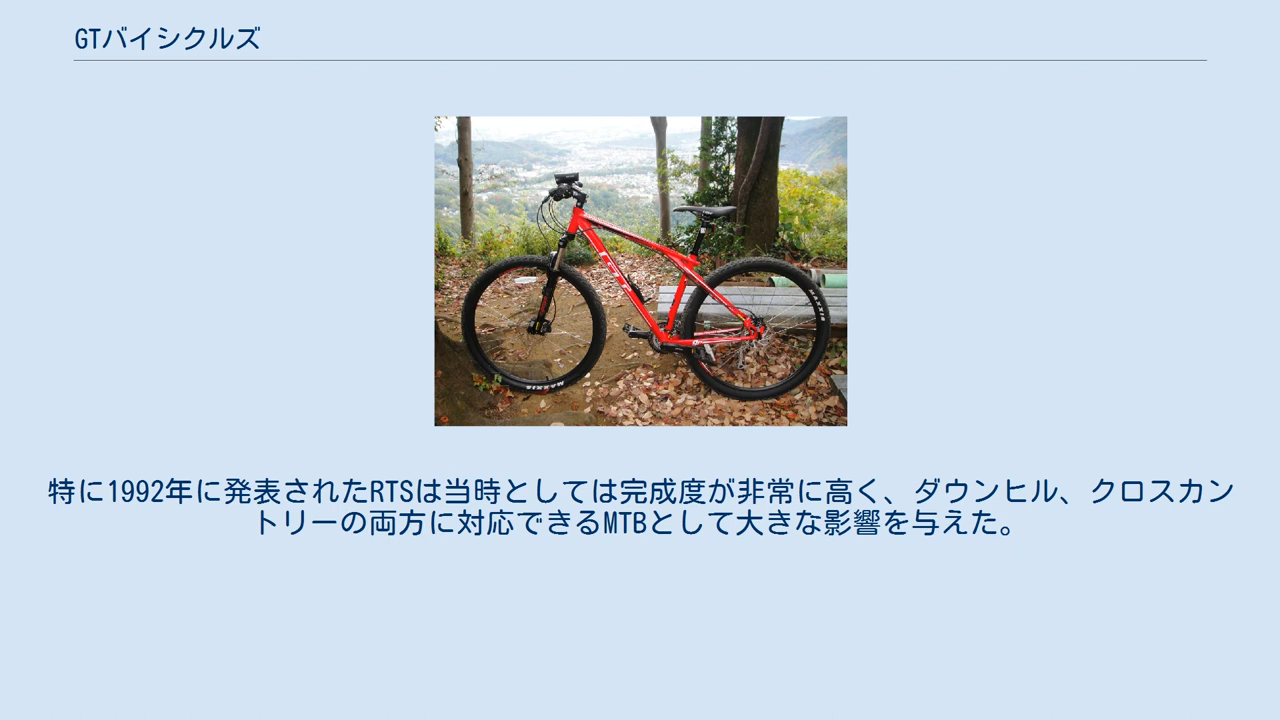 GTバイシクルズ
GT
MAXXIS
MAXXIS
特に1992年に発表されたRTSは当時としては完成度が非常に高く、ダウンヒル、クロスカン
トリーの両方に対応できるMTBとして大きな影響を与えた。